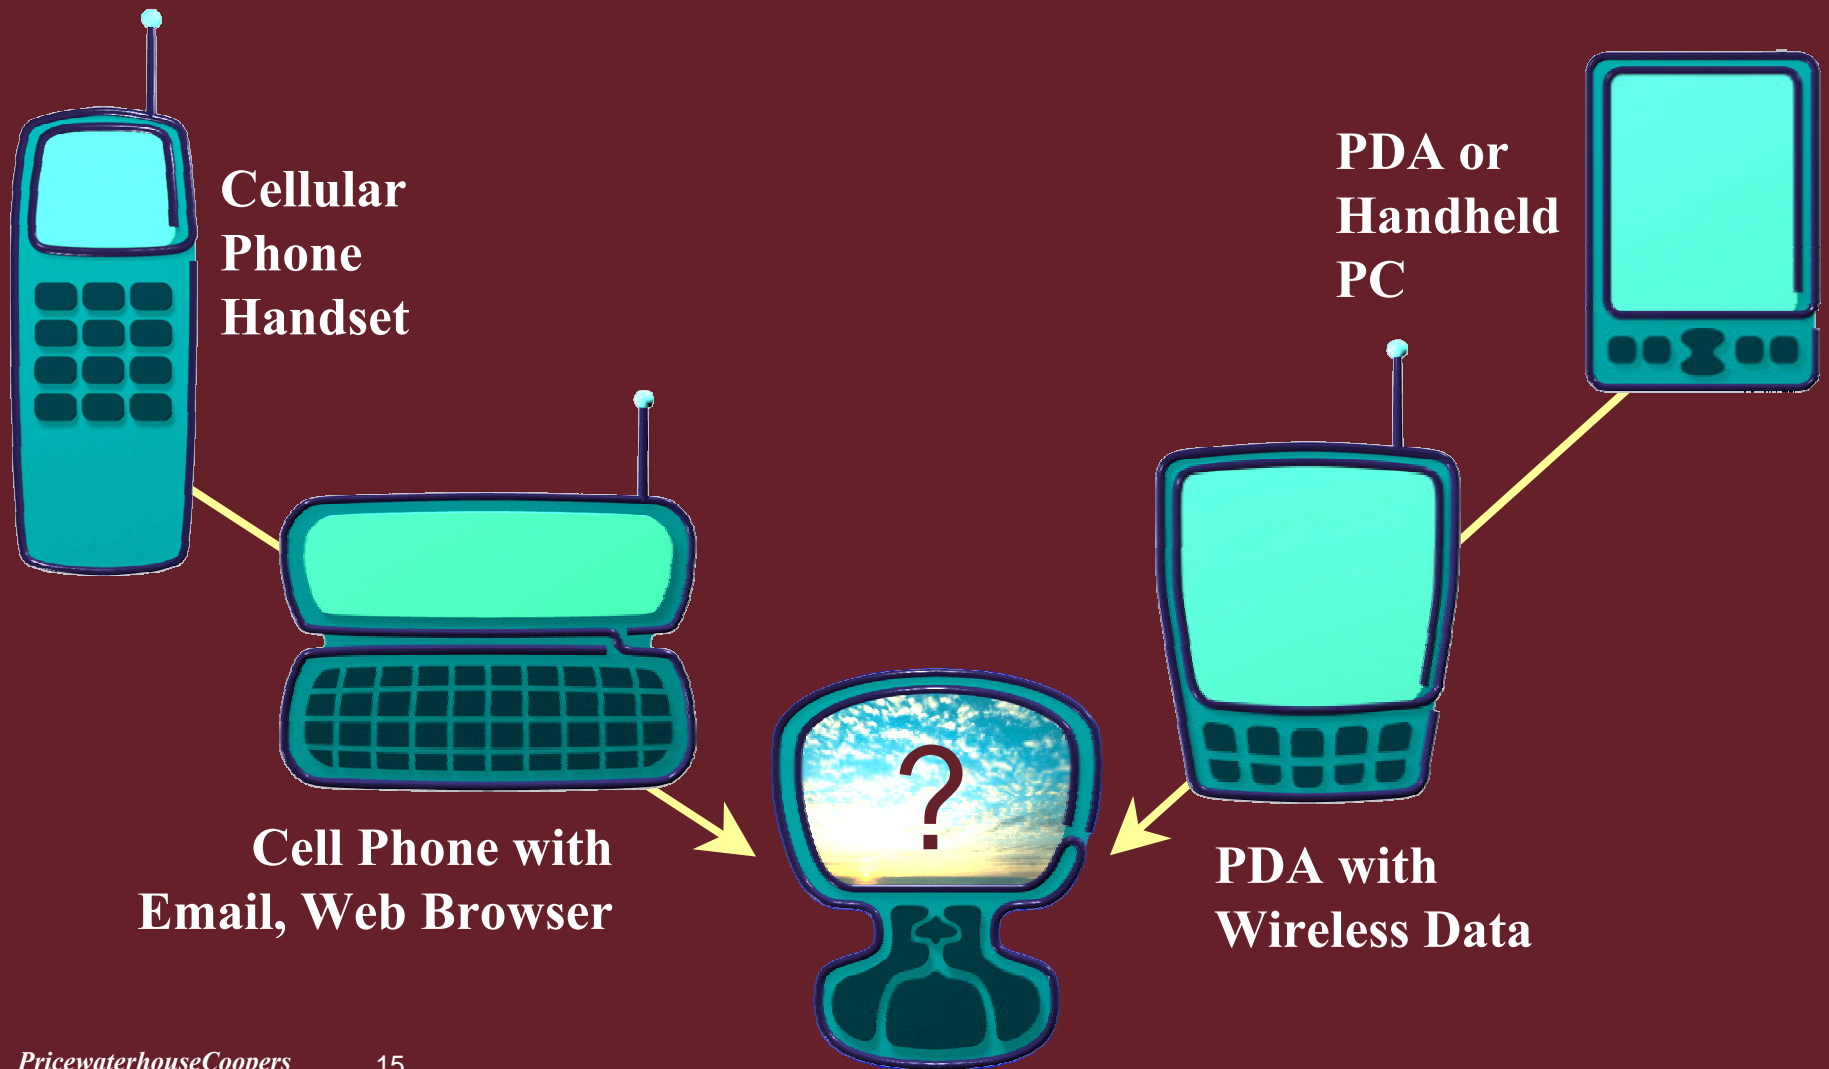 Cellular
Phone
Handset
PDA or
Handheld
PC
Cell Phone with
Email, Web Browser
?
PDA with
Wireless Data
PricewaterhouseCoopers 15